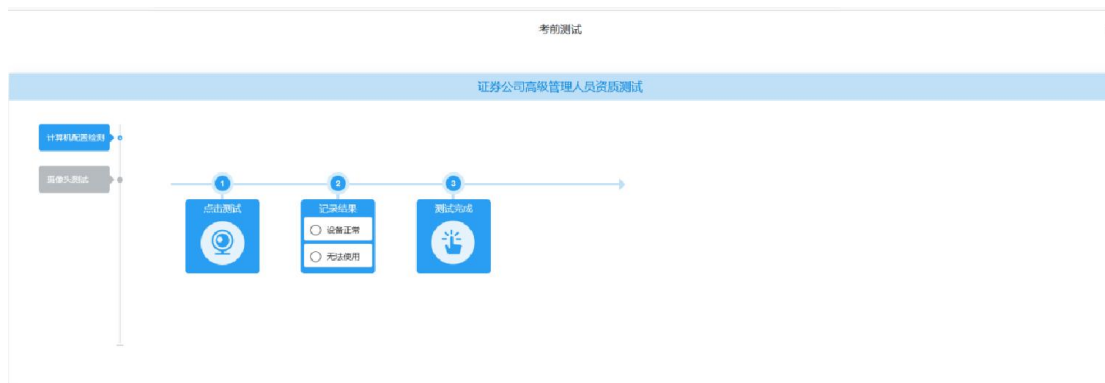 考前测试
证券公司高级管理人员资质测试
计算机配置检测
摄像头测试
1
2
3
点击测试
记录结果
测试完成
设备正常
无法使用